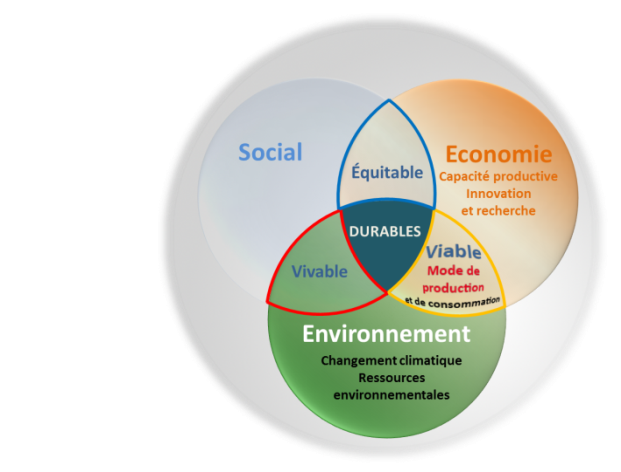 Social
Economie
Capacité productive
Innovation
et recherche
Équitable
DURABLES
Vivable
Viable
Mode de
production
et de consommation
Environnement
Changement climatique
Ressources
environnementales